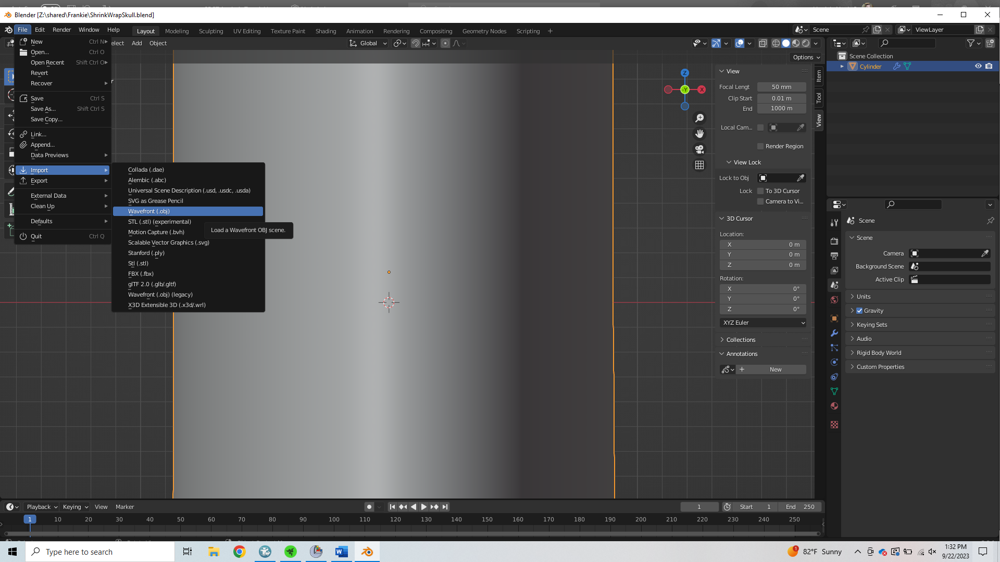 Blender [Z:\shared\Frankie\ShrinkWrapSkull.blend]
File Edit Render Window Help Layout Modeling Sculpting UV Editing Texture Paint Shading Animation Rendering Compositing Geometry Nodes Scripting + Scene ViewLayer
elect Add Object Global
Options
New Ctrl N
Open... Ctrl O
Open Recent Shift Ctrl O
Revert
Recover
Save Ctrl S
Save As... Shift Ctrl S
Save Copy...
Link...
Append...
Data Previews
Import
Export
External Data
Clean Up
Defaults
Quit Ctrl Q
Collada (.dae)
Alembic (.abc)
Universal Scene Description (.usd, .usdc, .usda)
SVG as Grease Pencil
Wavefront (.obj)
STL (.stl) (experimental)
Motion Capture (.bvh)
Scalable Vector Graphics (.svg)
Stanford (.ply)
Stl (.stl)
FBX (.fbx)
glTF 2.0 (.glb/.gltf)
Wavefront (.obj) (legacy)
X3D Extensible 3D (.x3d/.wrl)
Load a Wavefront OBJ scene.
r
Z
-Y X
View
Focal Lengt 50 mm
Clip Start 0.01 m
End 1000 m
Local Cam...
Render Region
View Lock
Lock to Obj
Lock To 3D Cursor
Camera to Vi...
3D Cursor
Location:
X 0 m
Y 0 m
Z 0 m
Rotation:
X 0°
Y 0°
Z 0°
XYZ Euler
Collections
Annotations
+ New
Item
Tool
View
Scene Collection
Cylinder
Scene
Scene
Camera
Background Scene
Active Clip
Units
Gravity
Keying Sets
Audio
Rigid Body World
Custom Properties
Playback Keying View Marker 1 Start 1 End 250
1 10 20 30 40 50 60 70 80 90 100 110 120 130 140 150 160 170 180 190 200 210 220 230 240 250
Type here to search
1
82°F Sunny
1:32 PM
9/22/2023